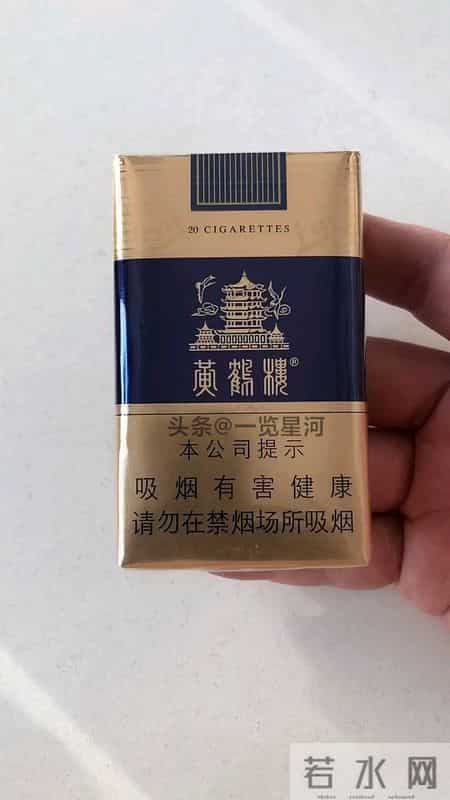 20 CIGARETTES
黄鹤楼®
头条@一览星河
本公司提示
吸烟有害健康
请勿在禁烟场所吸烟
若水网